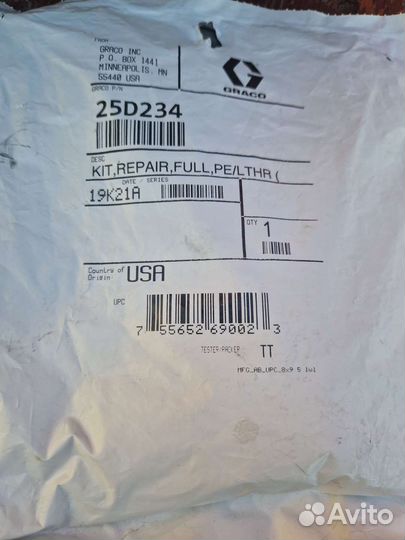 FROM
GRACO INC
P.O. BOX 1441
MINNEAPOLIS, MN
55440 USA
GRACO
GRACO P/N
25D234
DESC
KIT,REPAIR,FULL,PE/LTHR (
DATE / SERIES
19K21A
QTY
1
Country of
Origin
USA
UPC
7 55652 69002 3
TESTER/PACKER TT
MFG_AB_UPC_8x9 5 lwl
Avito